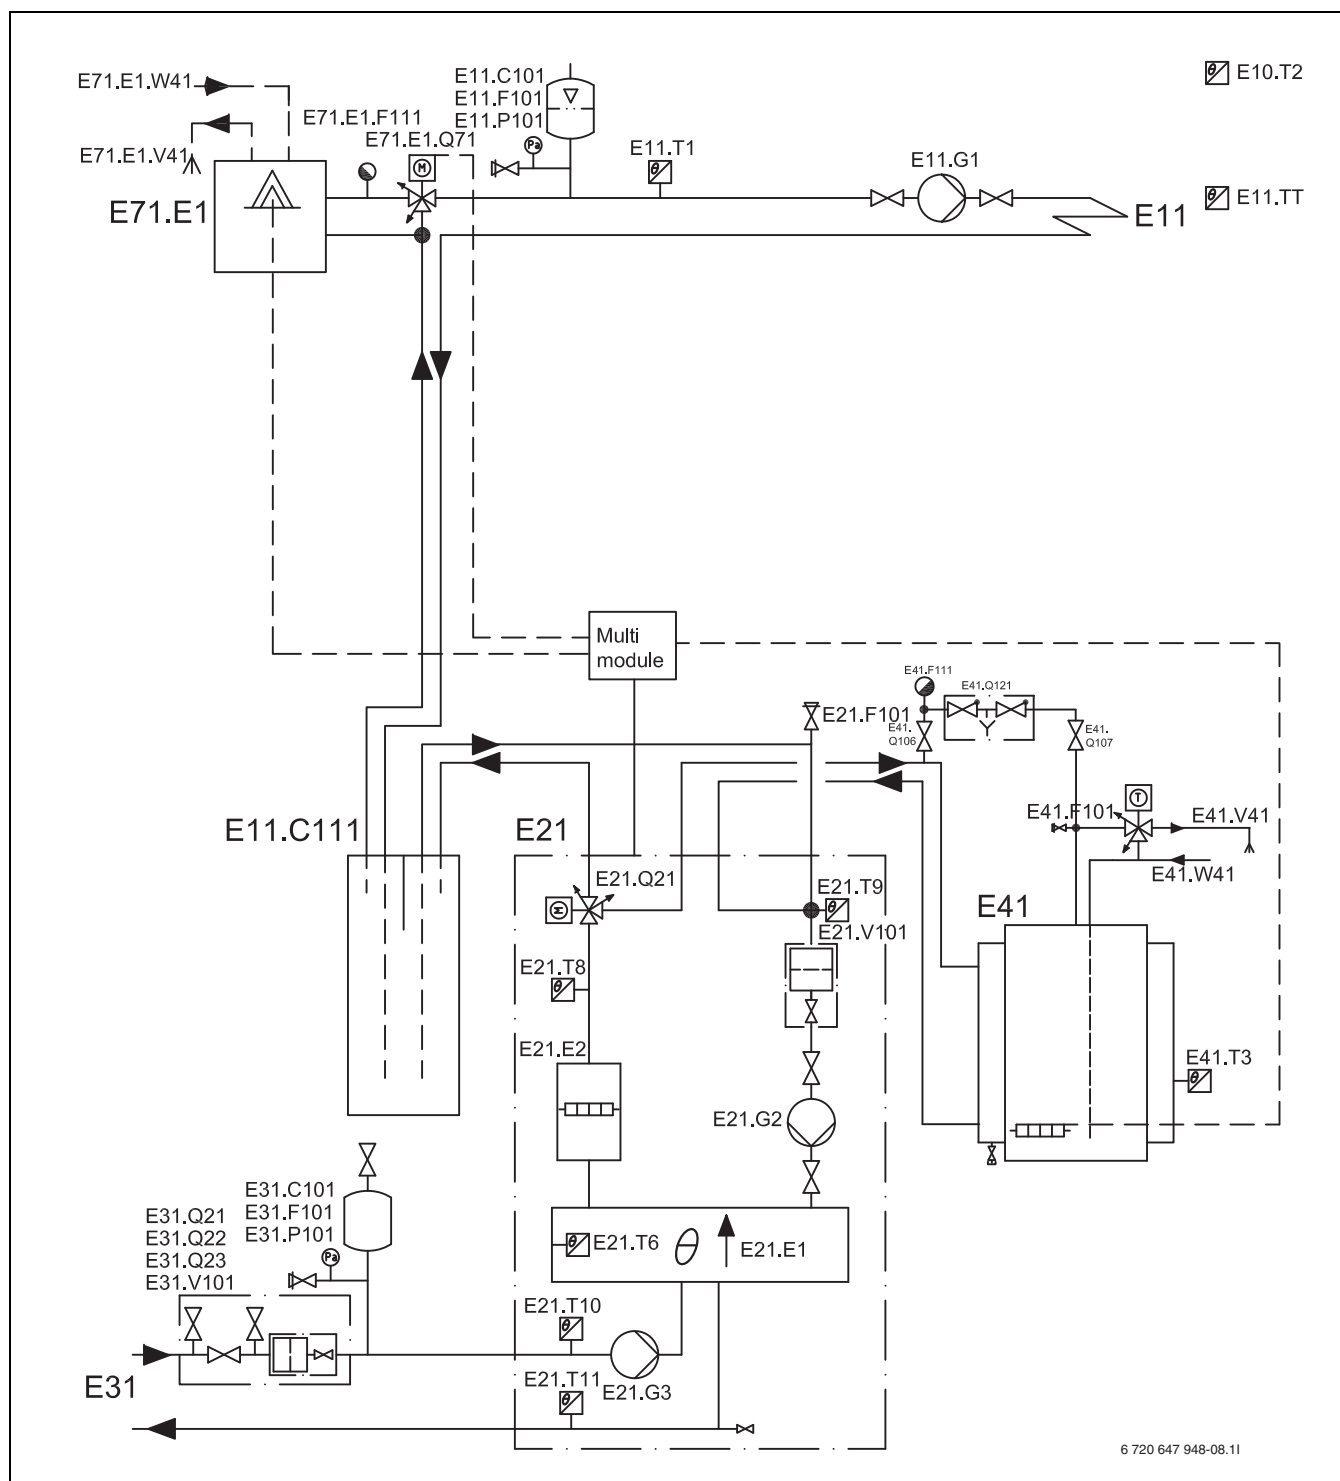 E71.E1.W41
E71.E1.V41
E71.E1
E71.E1.F111
E71.E1.Q71
M
E11.C101
E11.F101
E11.P101
Pa
E11.T1
θ
E11.G1
E11
θ E10.T2
θ E11.TT
Multi
module
E41.F111
E41.Q121
E21.F101
E41.
Q106
E41.
Q107
E11.C111
E21
E41.F101
T
E41.V41
E41.W41
E21.Q21
M
E21.T9
θ
E21.V101
E41
E21.T8
θ
E21.E2
E41.T3
θ
E21.G2
E31.C101
E31.F101
E31.P101
Pa
E31.Q21
E31.Q22
E31.Q23
E31.V101
θ E21.T6
θ
E21.E1
E21.T10
θ
E31
E21.T11
θ
E21.G3
6 720 647 948-08.1I